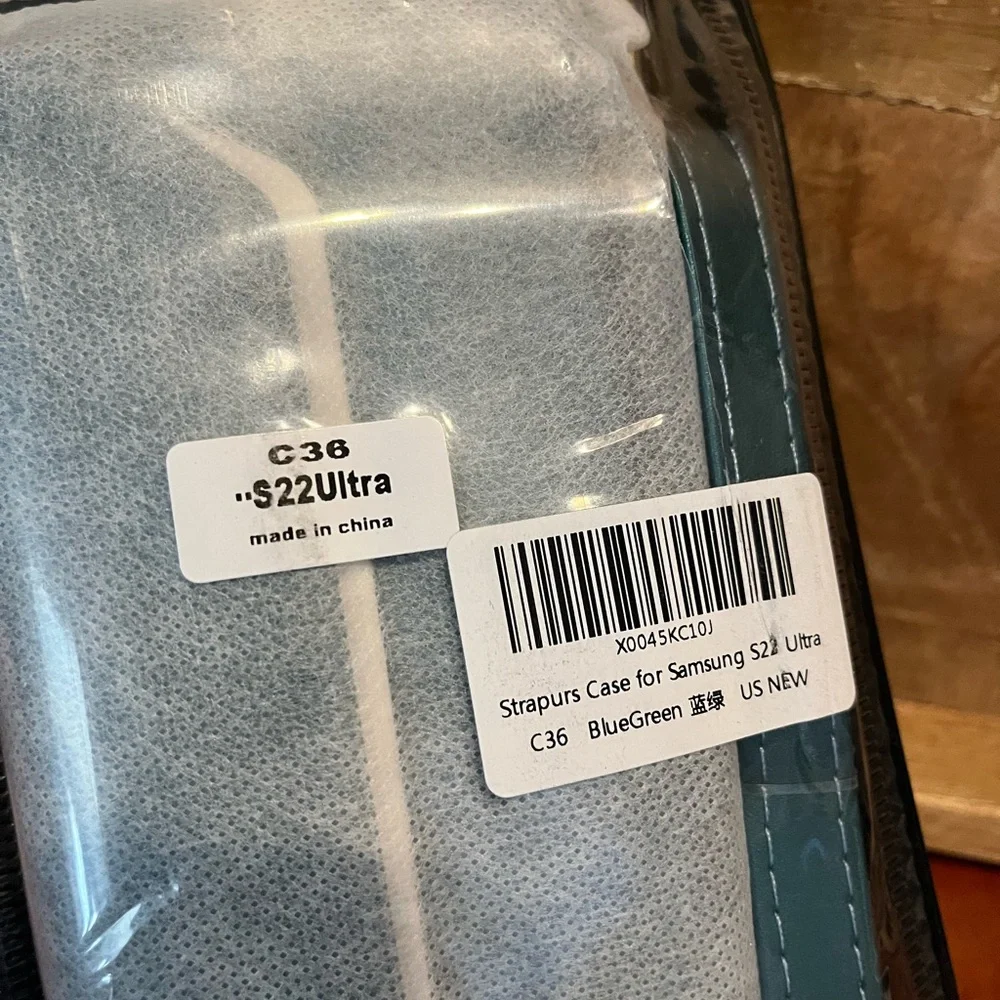 C36
"S22Ultra
made in china
X0045KC10J
Strapurs Case for Samsung S22 Ultra
C36 BlueGreen 蓝绿 US NEW